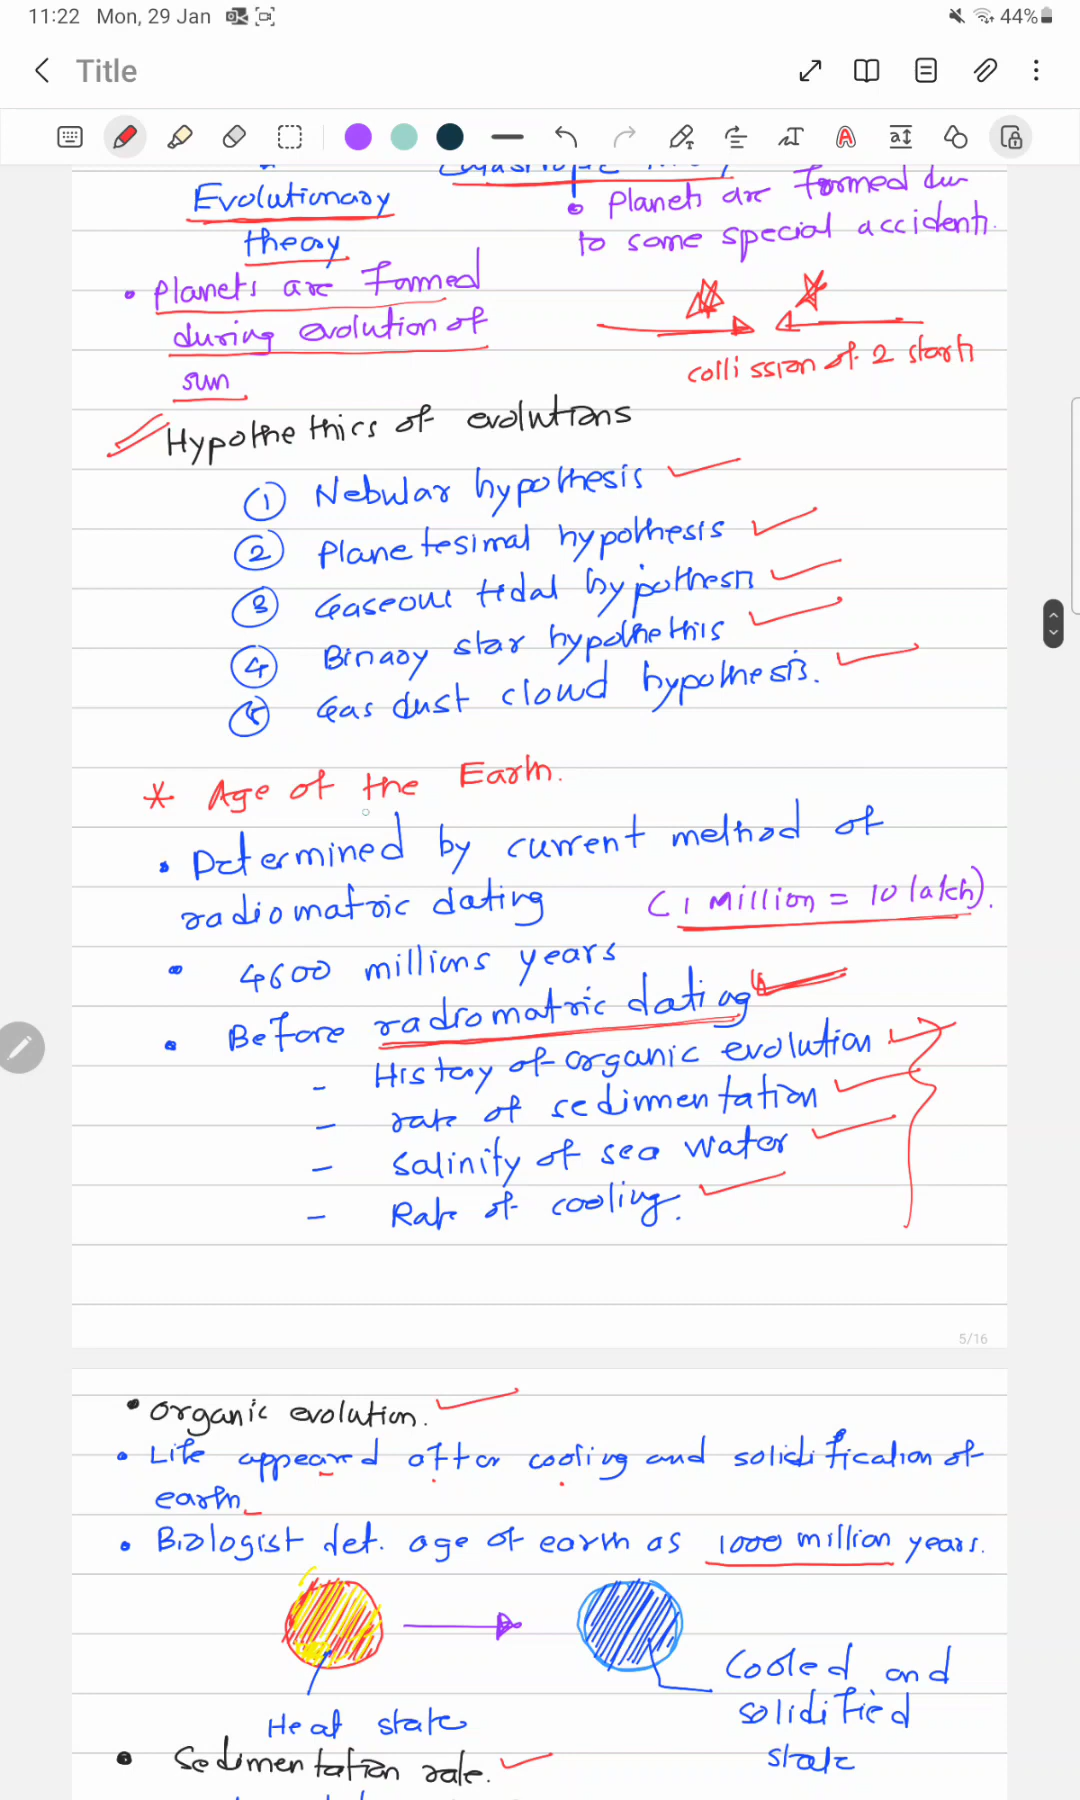 11:22 Mon, 29 Jan
44%
Title
Evolutionary
theory
• Planets are formed
during evolution of
sun
• Planets are formed due
to some special accidents.
collission of 2 starts
Hypothethics of evolutions
① Nebular hypothesis
② Planetesimal hypothesis
③ Gaseous tidal hypothesis
④ Binary star hypothethis
⑤ Gas dust cloud hypothesis.
* Age of the Earth.
• Determined by current method of
radiomatric dating
(1 Million = 10 lakh).
• 4600 millions years
• Before radiomatric dating
- History of organic evolution
- rate of sedimmentation
- Salinity of sea water
- Rate of cooling.
5/16
• Organic evolution.
• Life appeared after cooling and solidification of
earth
• Biologist det. age of earth as 1000 million years.
Heat state
Cooled and
solidified
state
• Sedimentation rate.